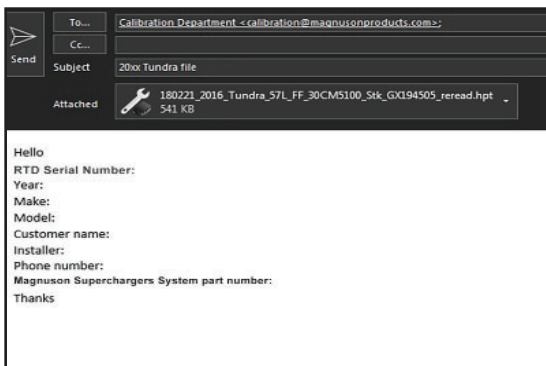 To...
Calibration Department <calibration@magnusonproducts.com>;
Cc...
Send
Subject
20xx Tundra file
Attached
180221_2016_Tundra_57L_FF_30CM5100_Stk_GX194505_reread.hpt
541 KB
Hello
RTD Serial Number:
Year:
Make:
Model:
Customer name:
Installer:
Phone number:
Magnuson Superchargers System part number:
Thanks